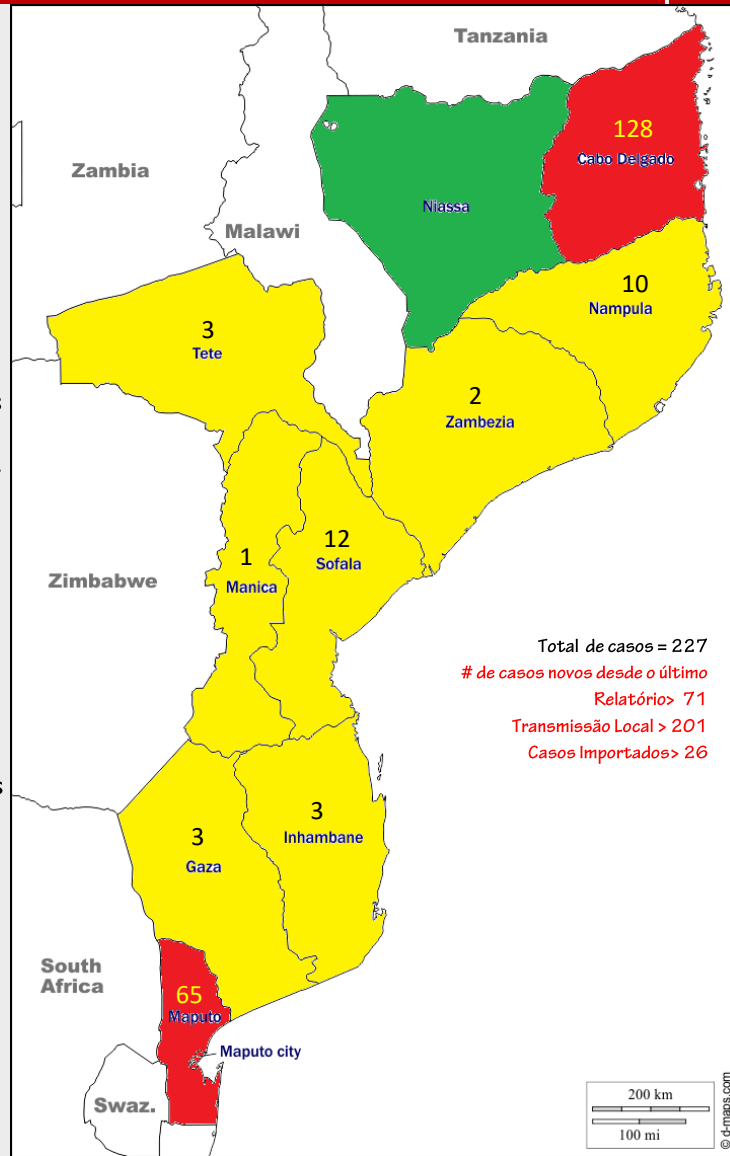 Tanzania
128
Cabo Delgado
Zambia
Niassa
Malawi
10
Nampula
3
Tete
2
Zambezia
12
Sofala
1
Manica
Zimbabwe
Total de casos = 227
# de casos novos desde o último
Relatório> 71
Transmissão Local > 201
Casos Importados> 26
3
Inhambane
3
Gaza
South
Africa
65
Maputo
Maputo city
Swaz.
200 km
100 mi
© d-maps.com